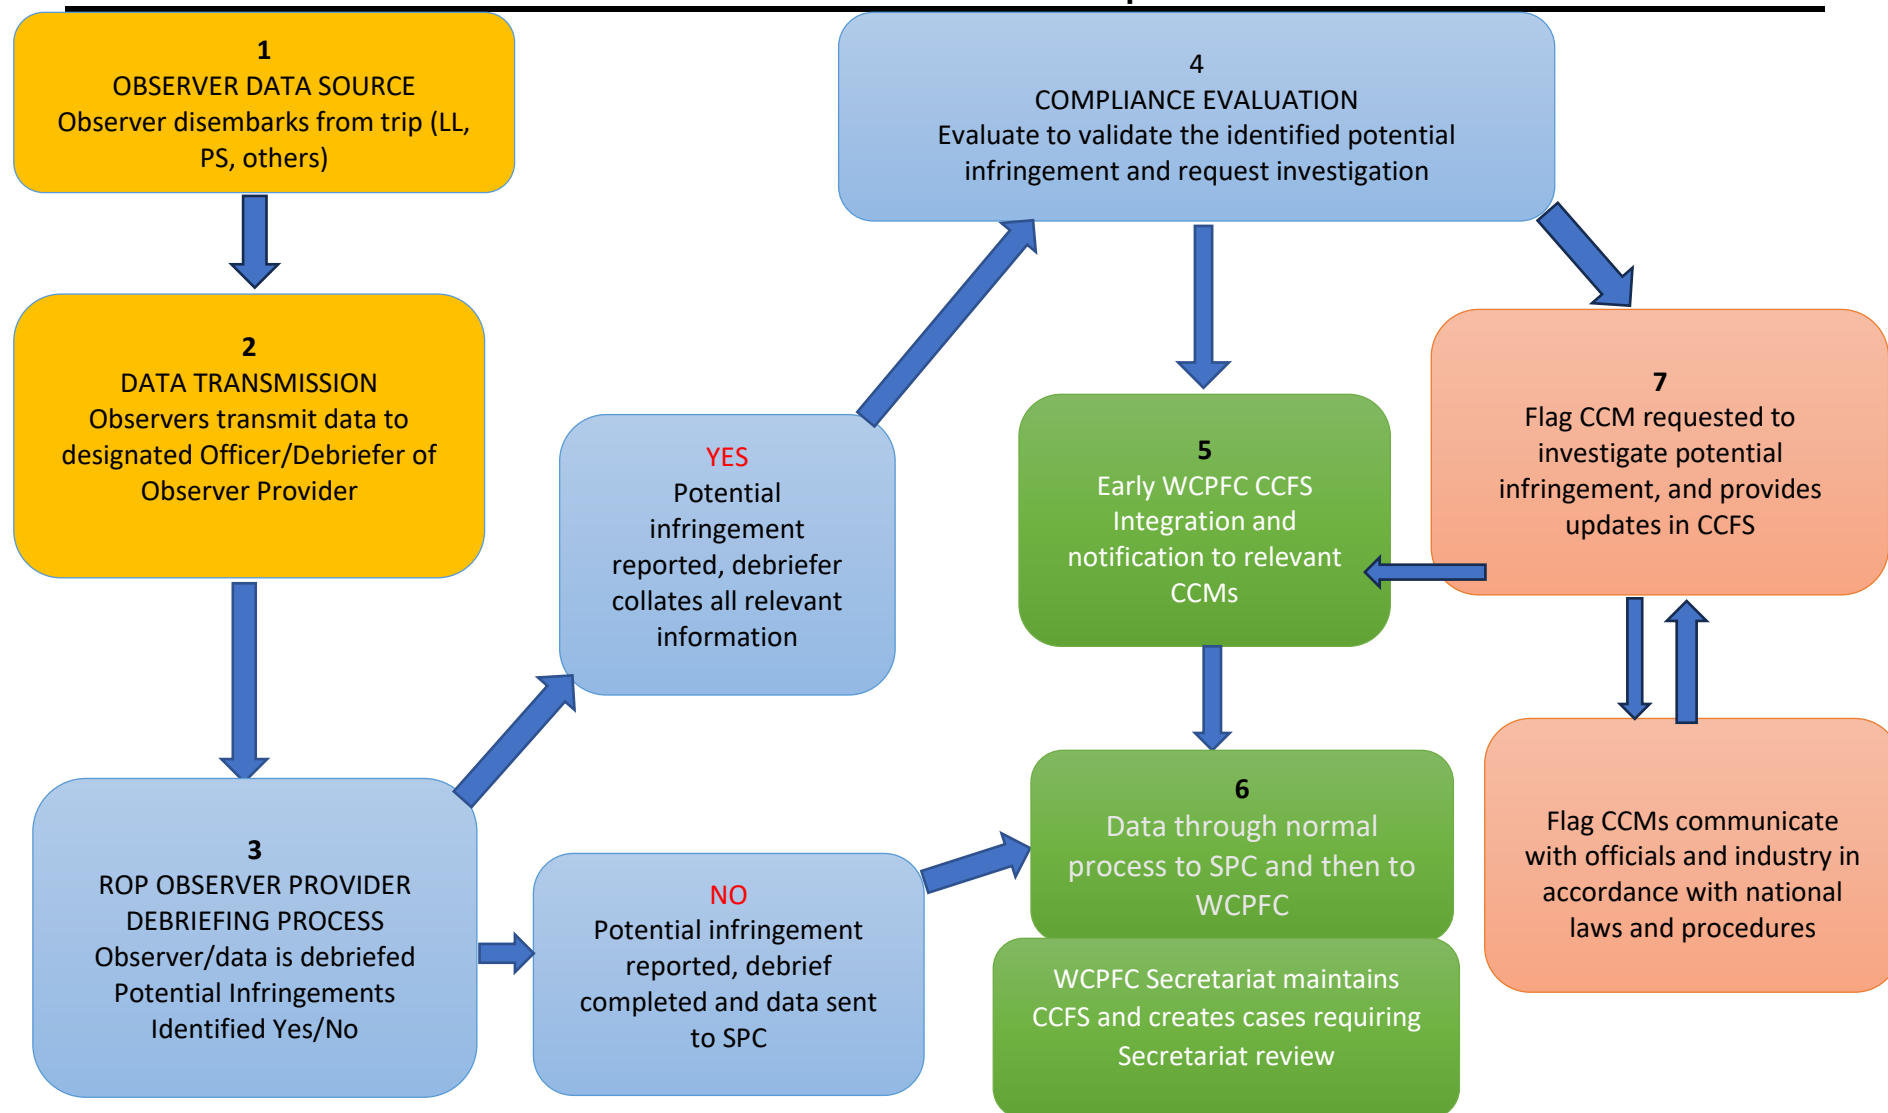 1
OBSERVER DATA SOURCE
Observer disembarks from trip (LL,
PS, others)
2
DATA TRANSMISSION
Observers transmit data to
designated Officer/Debriefer of
Observer Provider
3
ROP OBSERVER PROVIDER
DEBRIEFING PROCESS
Observer/data is debriefed
Potential Infringements
Identified Yes/No
YES
Potential
infringement
reported, debriefer
collates all relevant
information
NO
Potential infringement
reported, debrief
completed and data sent
to SPC
4
COMPLIANCE EVALUATION
Evaluate to validate the identified potential
infringement and request investigation
5
Early WCPFC CCFS
Integration and
notification to relevant
CCMs
6
Data through normal
process to SPC and then to
WCPFC
WCPFC Secretariat maintains
CCFS and creates cases requiring
Secretariat review
7
Flag CCM requested to
investigate potential
infringement, and provides
updates in CCFS
Flag CCMs communicate
with officials and industry in
accordance with national
laws and procedures